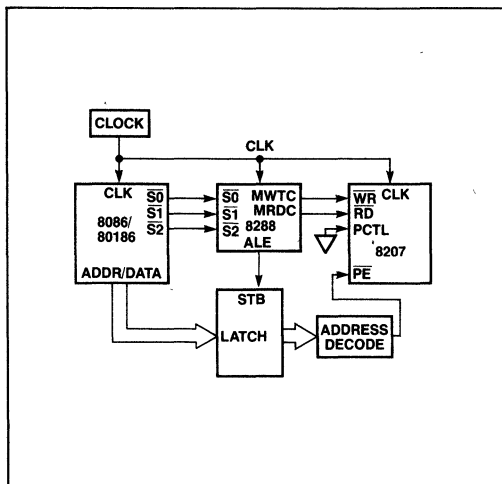 CLOCK
CLK
CLK
8086/
80186
S0
S1
S2
ADDR/DATA
S0
S1
S2
MWTC
MRDC
8288
ALE
WR
RD
PCTL
PE
CLK
8207
STB
LATCH
ADDRESS
DECODE